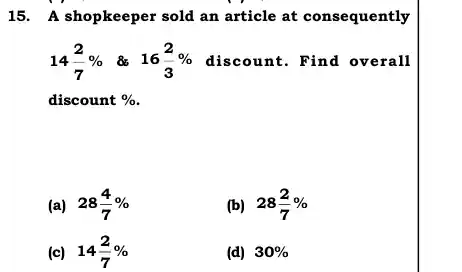 15. A shopkeeper sold an article at consequently
14 2/7 % & 16 2/3 % discount. Find overall
discount %.
(a) 28 4/7 % (b) 28 2/7 %
(c) 14 2/7 % (d) 30%